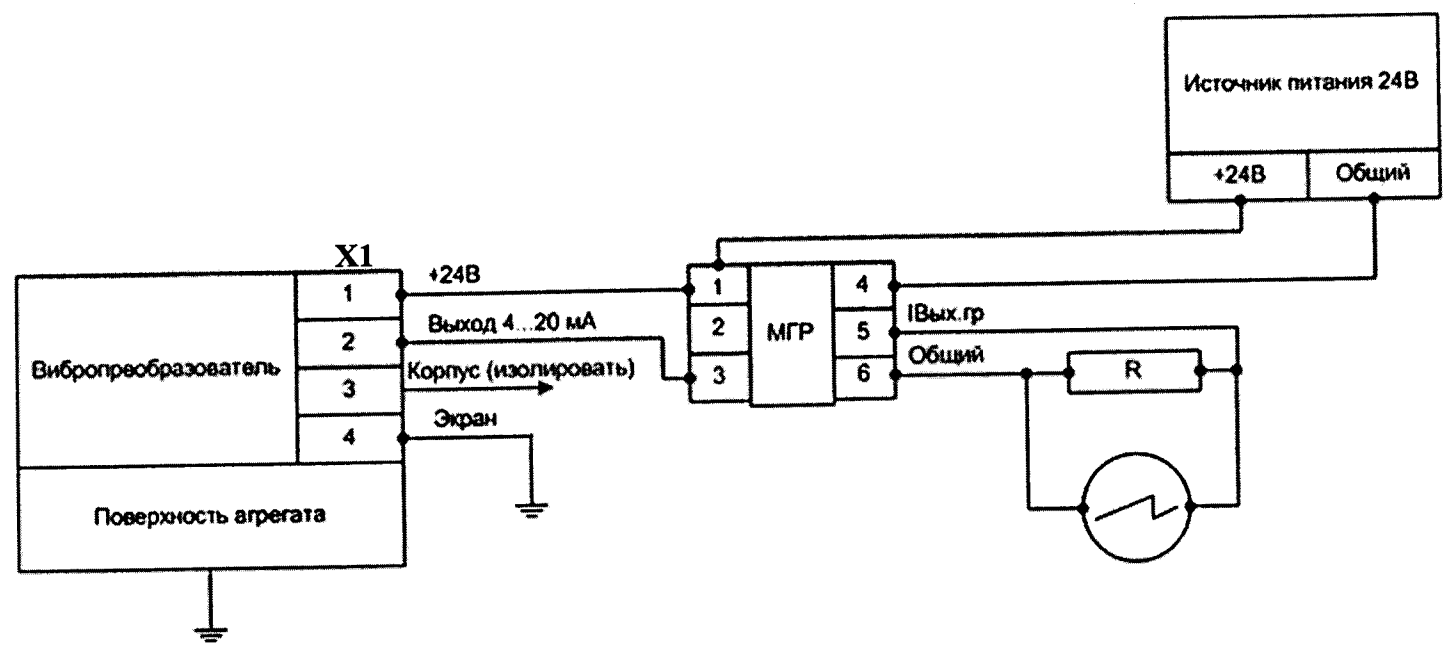 Источник питания 24В
+24В
Общий
X1
Вибропреобразователь
1
2
3
4
+24В
Выход 4...20 мА
Корпус (изолировать)
Экран
Поверхность агрегата
1
2
3
МГР
4
5
6
IВых.гр
Общий
R